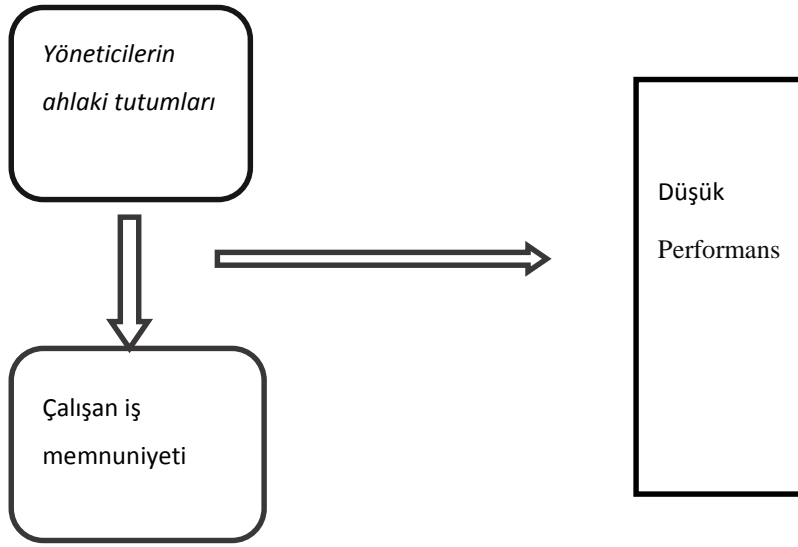 Yöneticilerin
ahlaki tutumları
Düşük
Performans
Çalışan iş
memnuniyeti